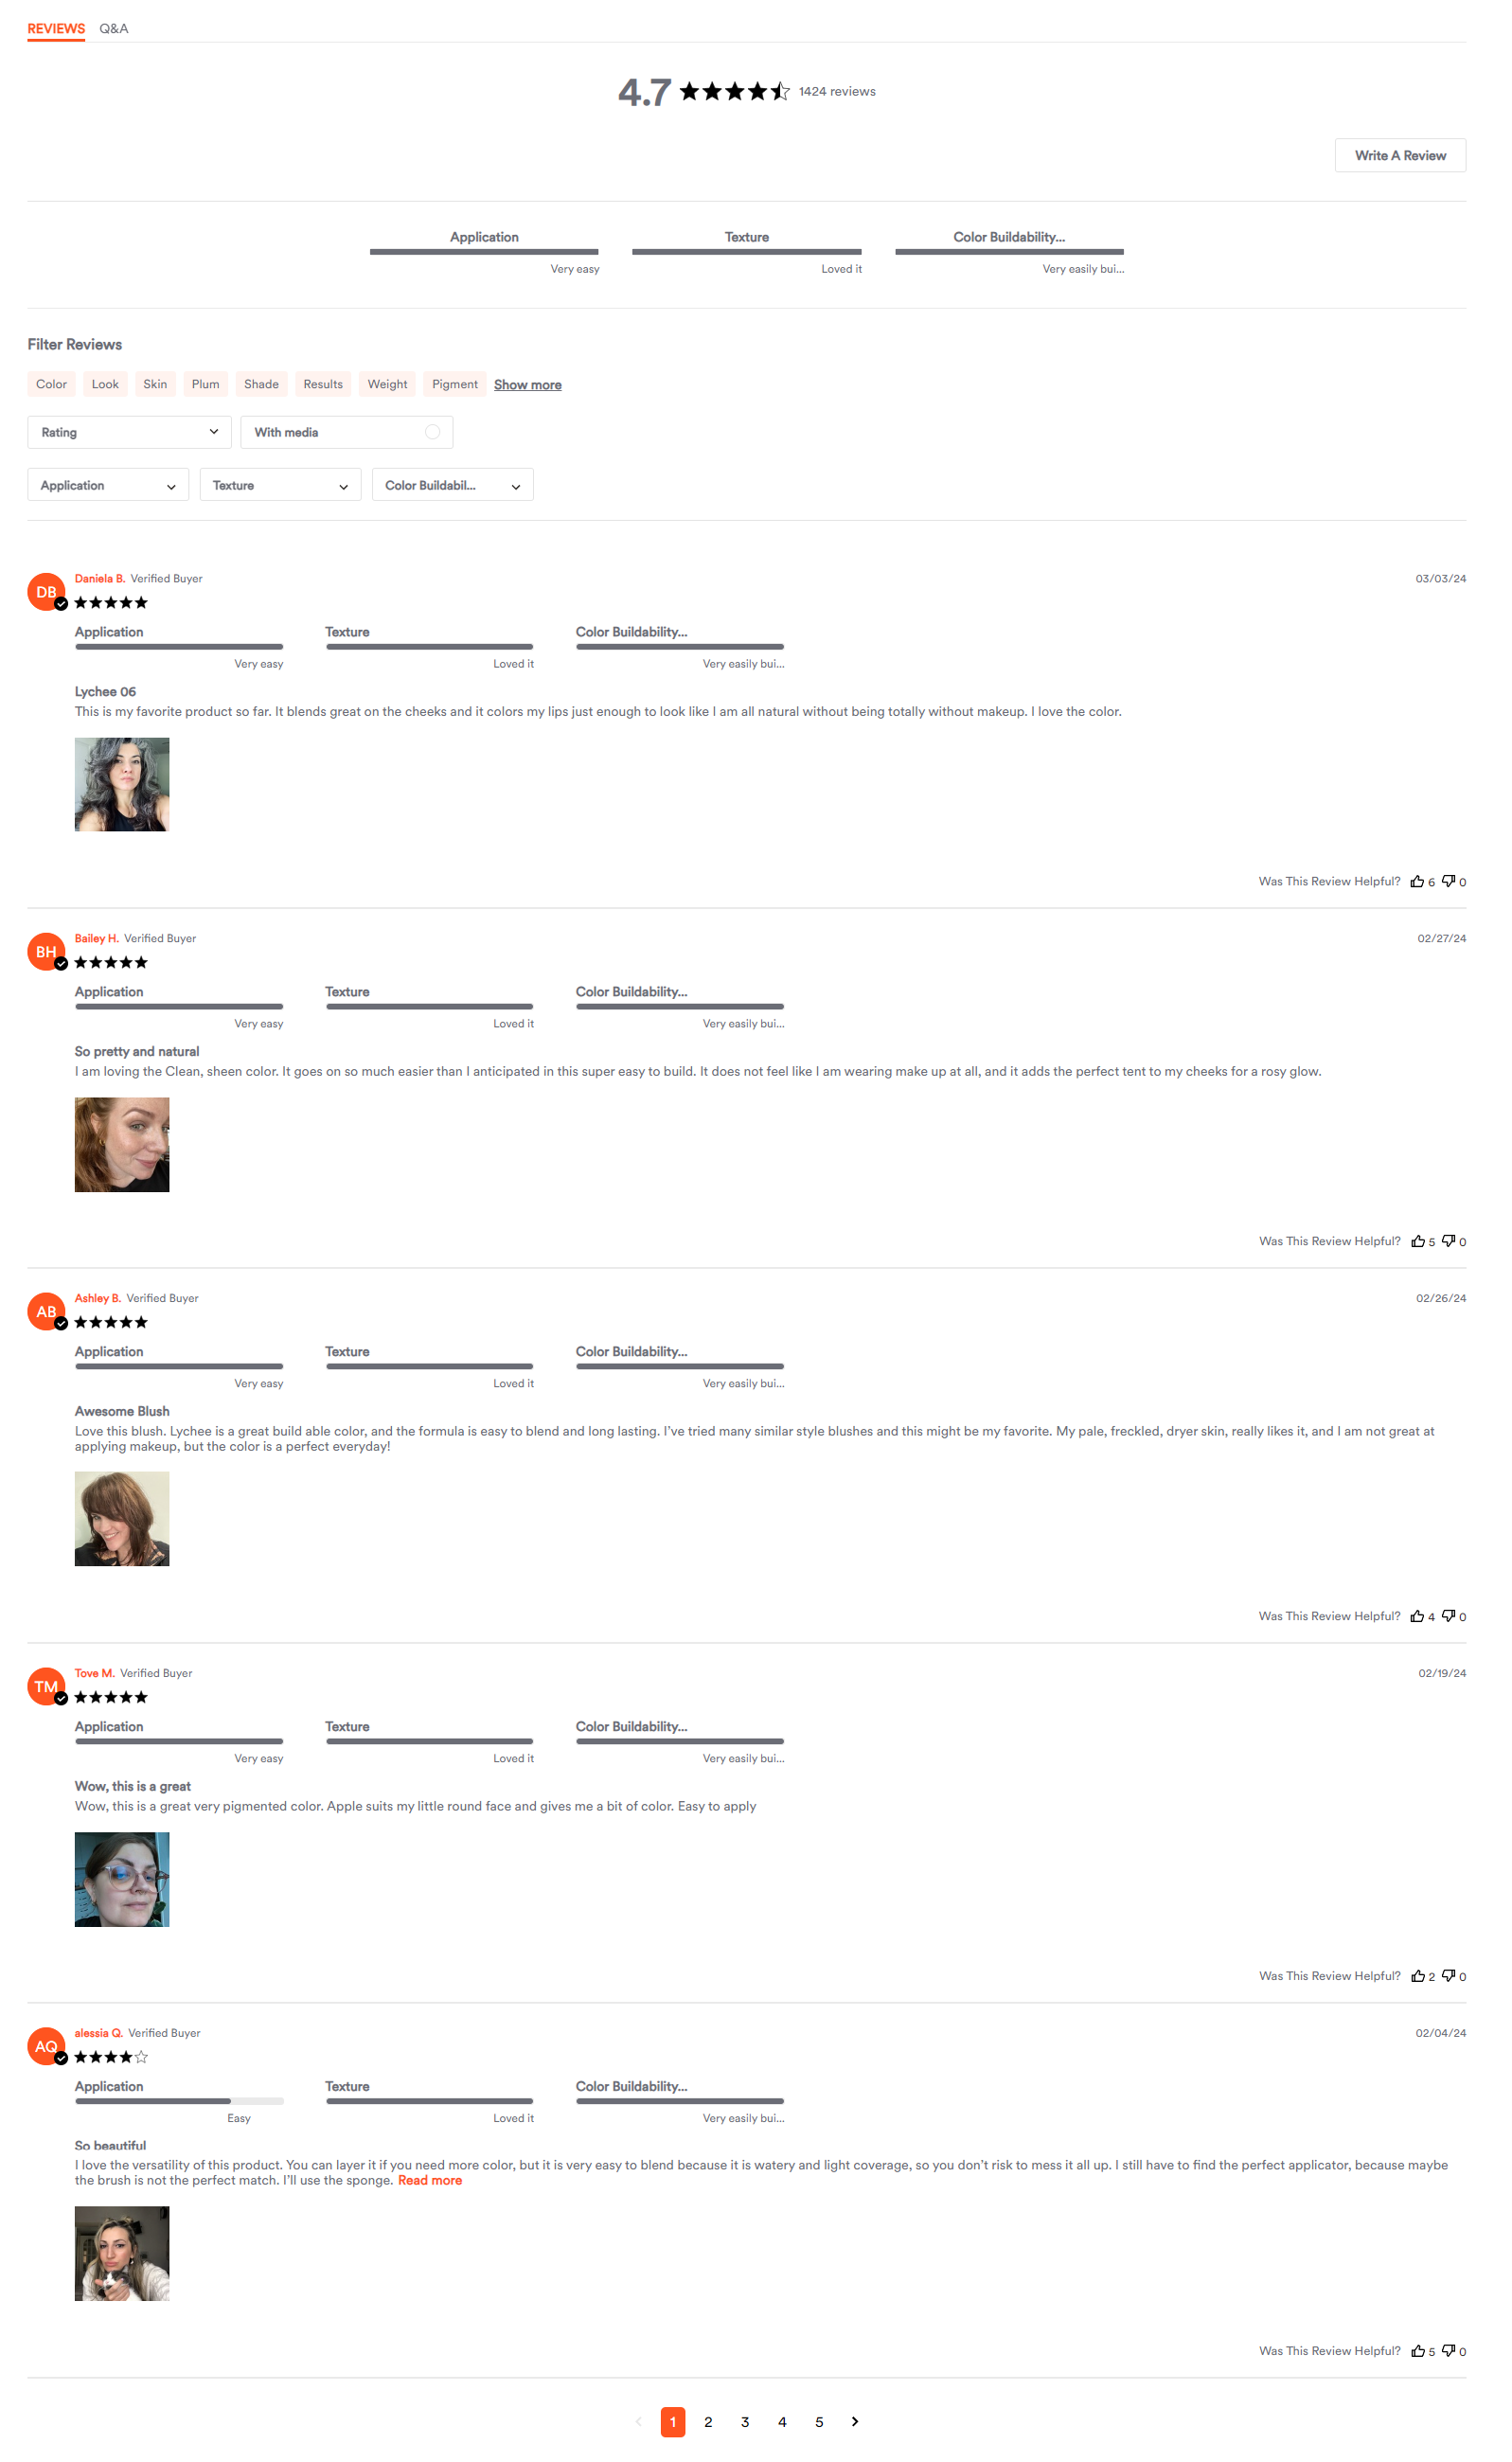 REVIEWS Q&A
4.7 1424 reviews
Write A Review
Application Texture Color Buildability...
Very easy Loved it Very easily bui...
Filter Reviews
Color Look Skin Plum Shade Results Weight Pigment Show more
Rating With media
Application Texture Color Buildabil...
DB Daniela B. Verified Buyer 03/03/24
Application Texture Color Buildability...
Very easy Loved it Very easily bui...
Lychee 06
This is my favorite product so far. It blends great on the cheeks and it colors my lips just enough to look like I am all natural without being totally without makeup. I love the color.
Was This Review Helpful? 6 0
BH Bailey H. Verified Buyer 02/27/24
Application Texture Color Buildability...
Very easy Loved it Very easily bui...
So pretty and natural
I am loving the Clean, sheen color. It goes on so much easier than I anticipated in this super easy to build. It does not feel like I am wearing make up at all, and it adds the perfect tent to my cheeks for a rosy glow.
Was This Review Helpful? 5 0
AB Ashley B. Verified Buyer 02/26/24
Application Texture Color Buildability...
Very easy Loved it Very easily bui...
Awesome Blush
Love this blush. Lychee is a great build able color, and the formula is easy to blend and long lasting. I've tried many similar style blushes and this might be my favorite. My pale, freckled, dryer skin, really likes it, and I am not great at
applying makeup, but the color is a perfect everyday!
Was This Review Helpful? 4 0
TM Tove M. Verified Buyer 02/19/24
Application Texture Color Buildability...
Very easy Loved it Very easily bui...
Wow, this is a great
Wow, this is a great very pigmented color. Apple suits my little round face and gives me a bit of color. Easy to apply
Was This Review Helpful? 2 0
AQ alessia Q. Verified Buyer 02/04/24
Application Texture Color Buildability...
Easy Loved it Very easily bui...
So beautiful
I love the versatility of this product. You can layer it if you need more color, but it is very easy to blend because it is watery and light coverage, so you don't risk to mess it all up. I still have to find the perfect applicator, because maybe
the brush is not the perfect match. I'll use the sponge. Read more
Was This Review Helpful? 5 0
1 2 3 4 5